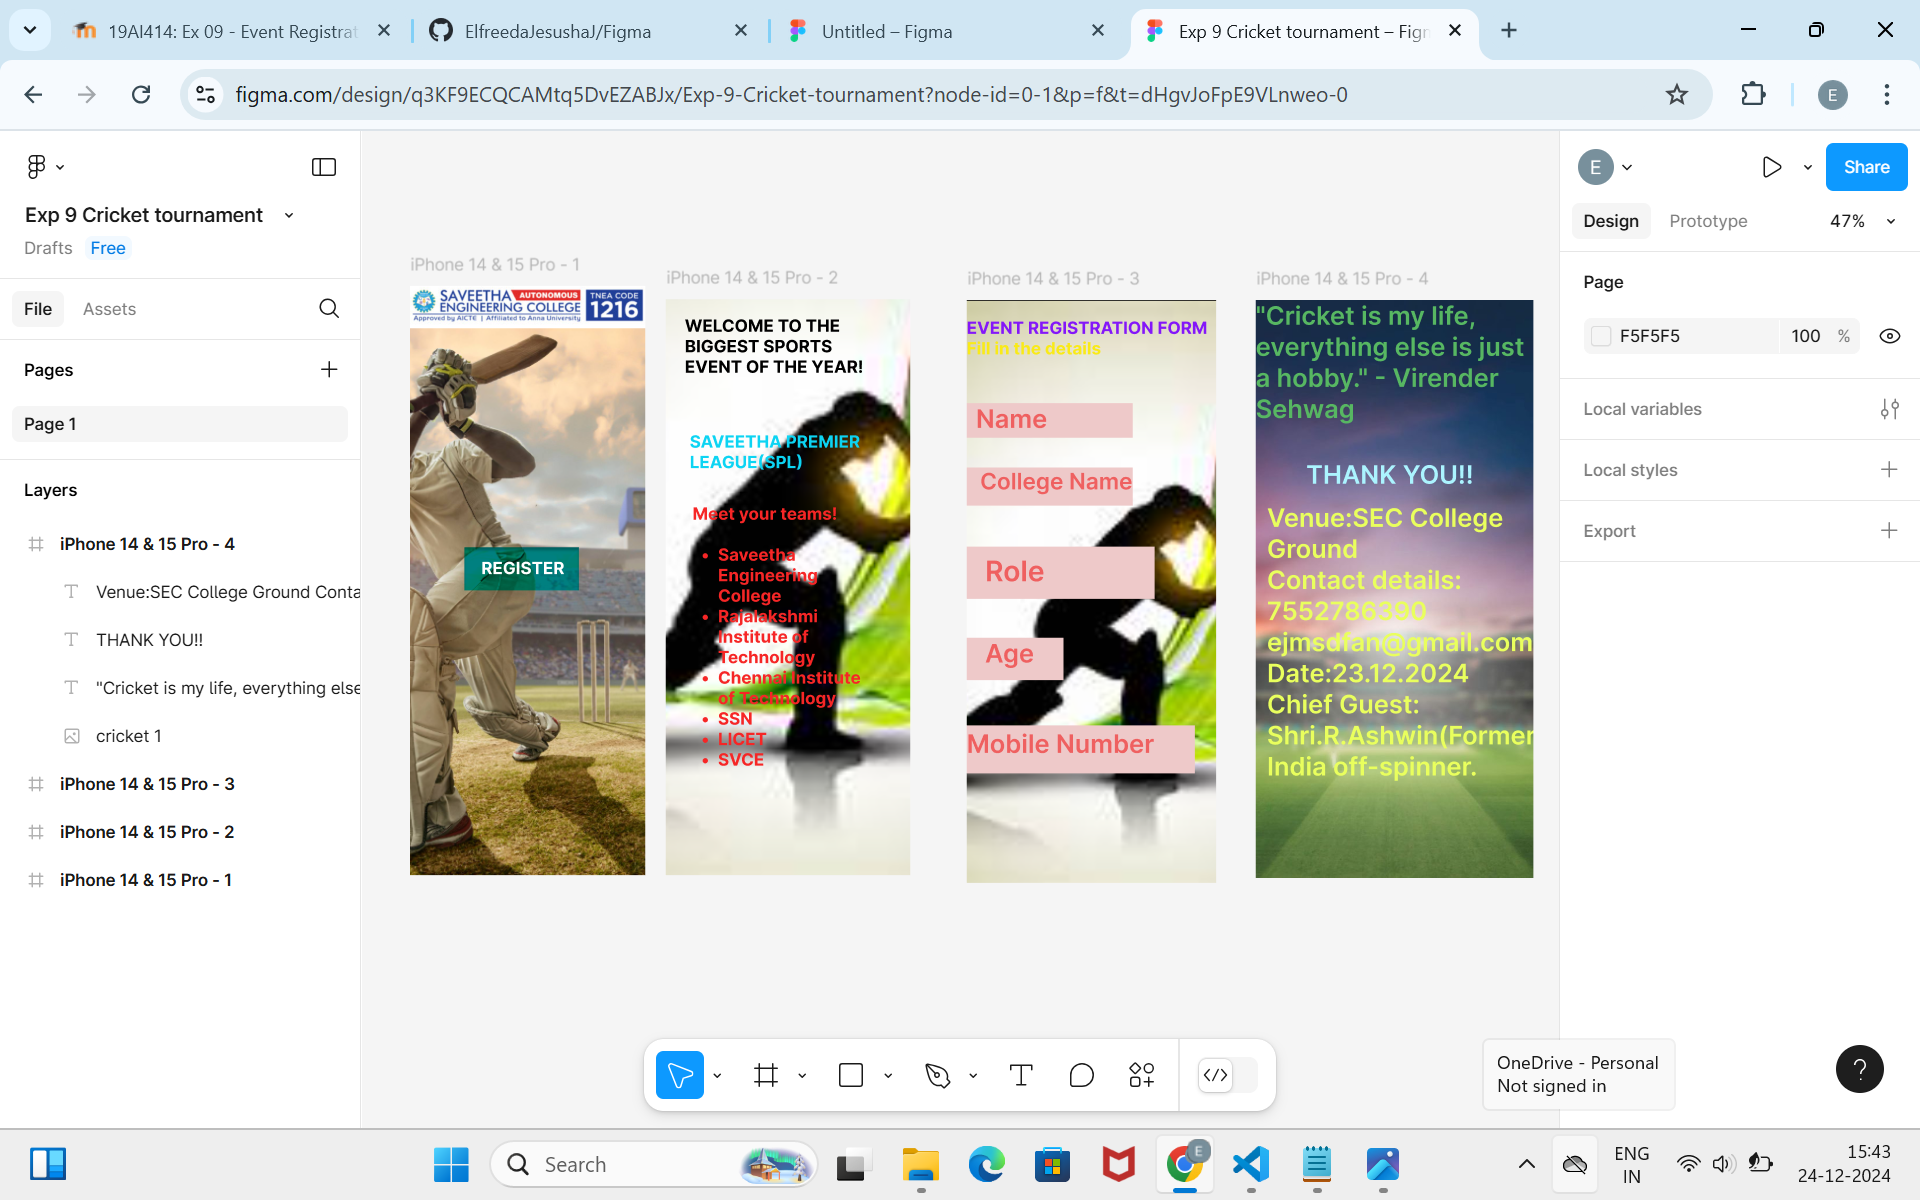 19AI414: Ex 09 - Event Registrat
ElfreedaJesushaJ/Figma
Untitled – Figma
Exp 9 Cricket tournament – Figm
figma.com/design/q3KF9ECQCAMtq5DvEZABJx/Exp-9-Cricket-tournament?node-id=0-1&p=f&t=dHgvJoFpE9VLnweo-0
E
Exp 9 Cricket tournament
Drafts Free
File Assets
Pages
Page 1
Layers
iPhone 14 & 15 Pro - 4
Venue:SEC College Ground Conta
THANK YOU!!
"Cricket is my life, everything else
cricket 1
iPhone 14 & 15 Pro - 3
iPhone 14 & 15 Pro - 2
iPhone 14 & 15 Pro - 1
iPhone 14 & 15 Pro - 1
SAVEETHA AUTONOMOUS
ENGINEERING COLLEGE
Approved by AICTE | Affiliated to Anna University
TNEA CODE
1216
REGISTER
iPhone 14 & 15 Pro - 2
WELCOME TO THE
BIGGEST SPORTS
EVENT OF THE YEAR!
SAVEETHA PREMIER
LEAGUE(SPL)
Meet your teams!
• Saveetha
Engineering
College
• Rajalakshmi
Institute of
Technology
• Chennai Institute
of Technology
• SSN
• LICET
• SVCE
iPhone 14 & 15 Pro - 3
EVENT REGISTRATION FORM
Fill in the details
Name
College Name
Role
Age
Mobile Number
iPhone 14 & 15 Pro - 4
"Cricket is my life,
everything else is just
a hobby." - Virender
Sehwag
THANK YOU!!
Venue:SEC College
Ground
Contact details:
7552786390
ejmsdfan@gmail.com
Date:23.12.2024
Chief Guest:
Shri.R.Ashwin(Former
India off-spinner.
E
Share
Design Prototype 47%
Page
F5F5F5 100 %
Local variables
Local styles
Export
OneDrive - Personal
Not signed in
?
Search
E
ENG
IN
15:43
24-12-2024